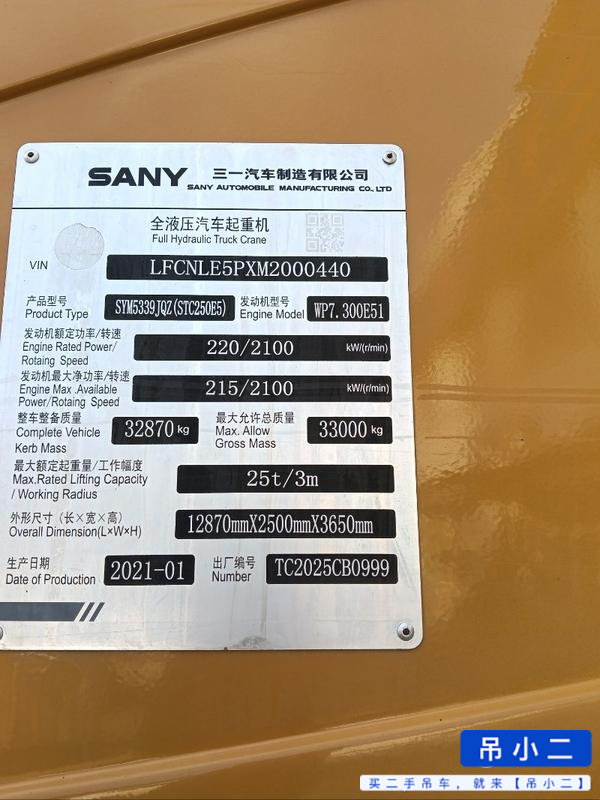 SANY 三一汽车制造有限公司
SANY AUTOMOBILE MANUFACTURING CO., LTD
全液压汽车起重机
Full Hydraulic Truck Crane
VIN LFCNLE5PXM2000440
产品型号 发动机型号
Product Type SYM5339JQZ(STC250E5) Engine Model WP7.300E51
发动机额定功率/转速
Engine Rated Power/
Rotaing Speed 220/2100 kW/(r/min)
发动机最大净功率/转速
Engine Max .Available
Power/Rotaing Speed 215/2100 kW/(r/min)
整车整备质量 最大允许总质量
Complete Vehicle 32870 kg Max. Allow 33000 kg
Kerb Mass Gross Mass
最大额定起重量/工作幅度
Max.Rated Lifting Capacity 25t/3m
/ Working Radius
外形尺寸（长×宽×高）
Overall Dimension(L×W×H) 12870mmX2500mmX3650mm
生产日期 出厂编号
Date of Production 2021-01 Number TC2025CB0999
吊小二
买二手吊车，就来【吊小二】